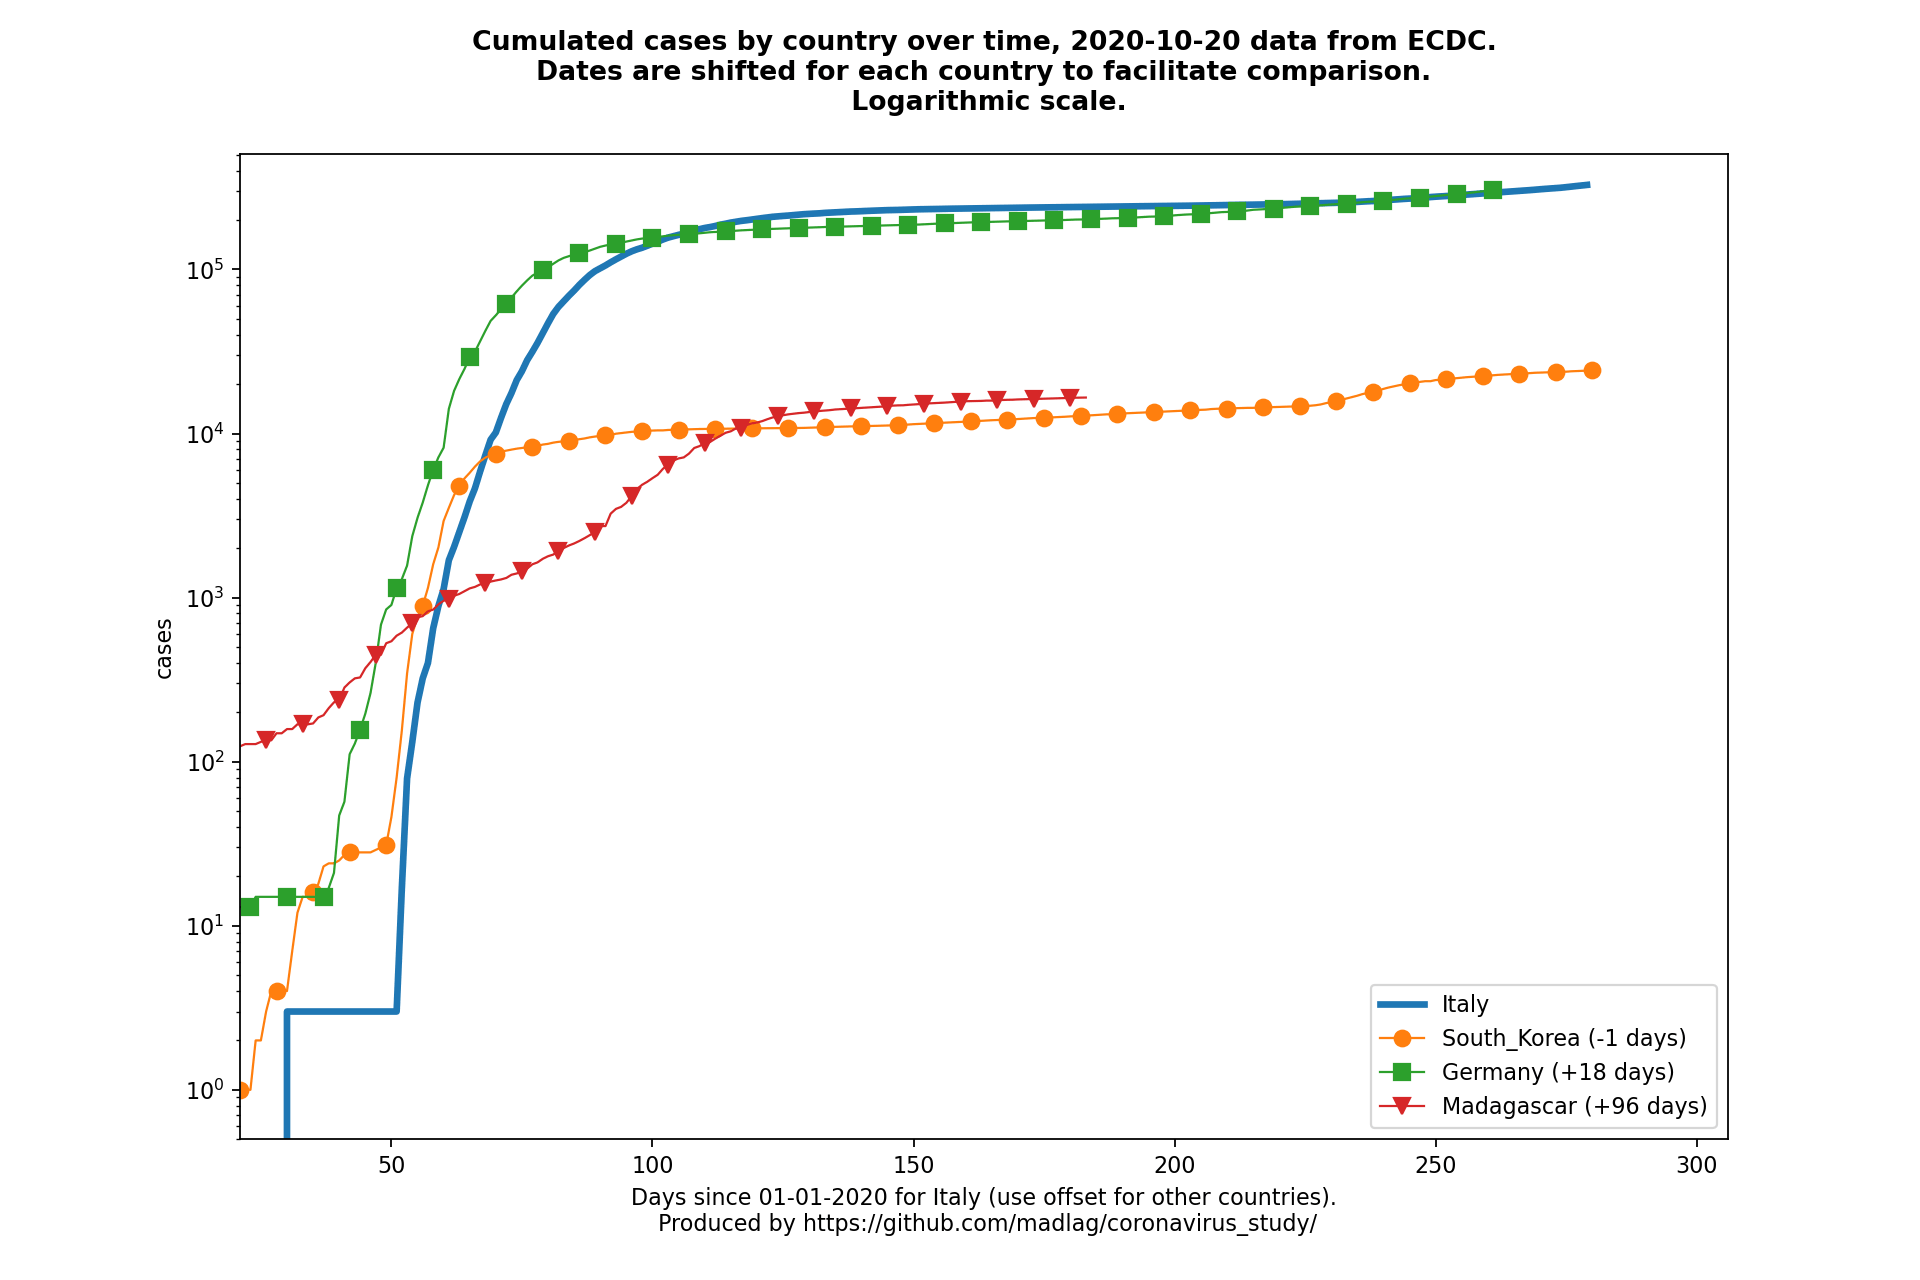 Cumulated cases by country over time, 2020-10-20 data from ECDC.
Dates are shifted for each country to facilitate comparison.
Logarithmic scale.
10^5
10^4
10^3
10^2
10^1
10^0
cases
Italy
South_Korea (-1 days)
Germany (+18 days)
Madagascar (+96 days)
50 100 150 200 250 300
Days since 01-01-2020 for Italy (use offset for other countries).
Produced by https://github.com/madlag/coronavirus_study/